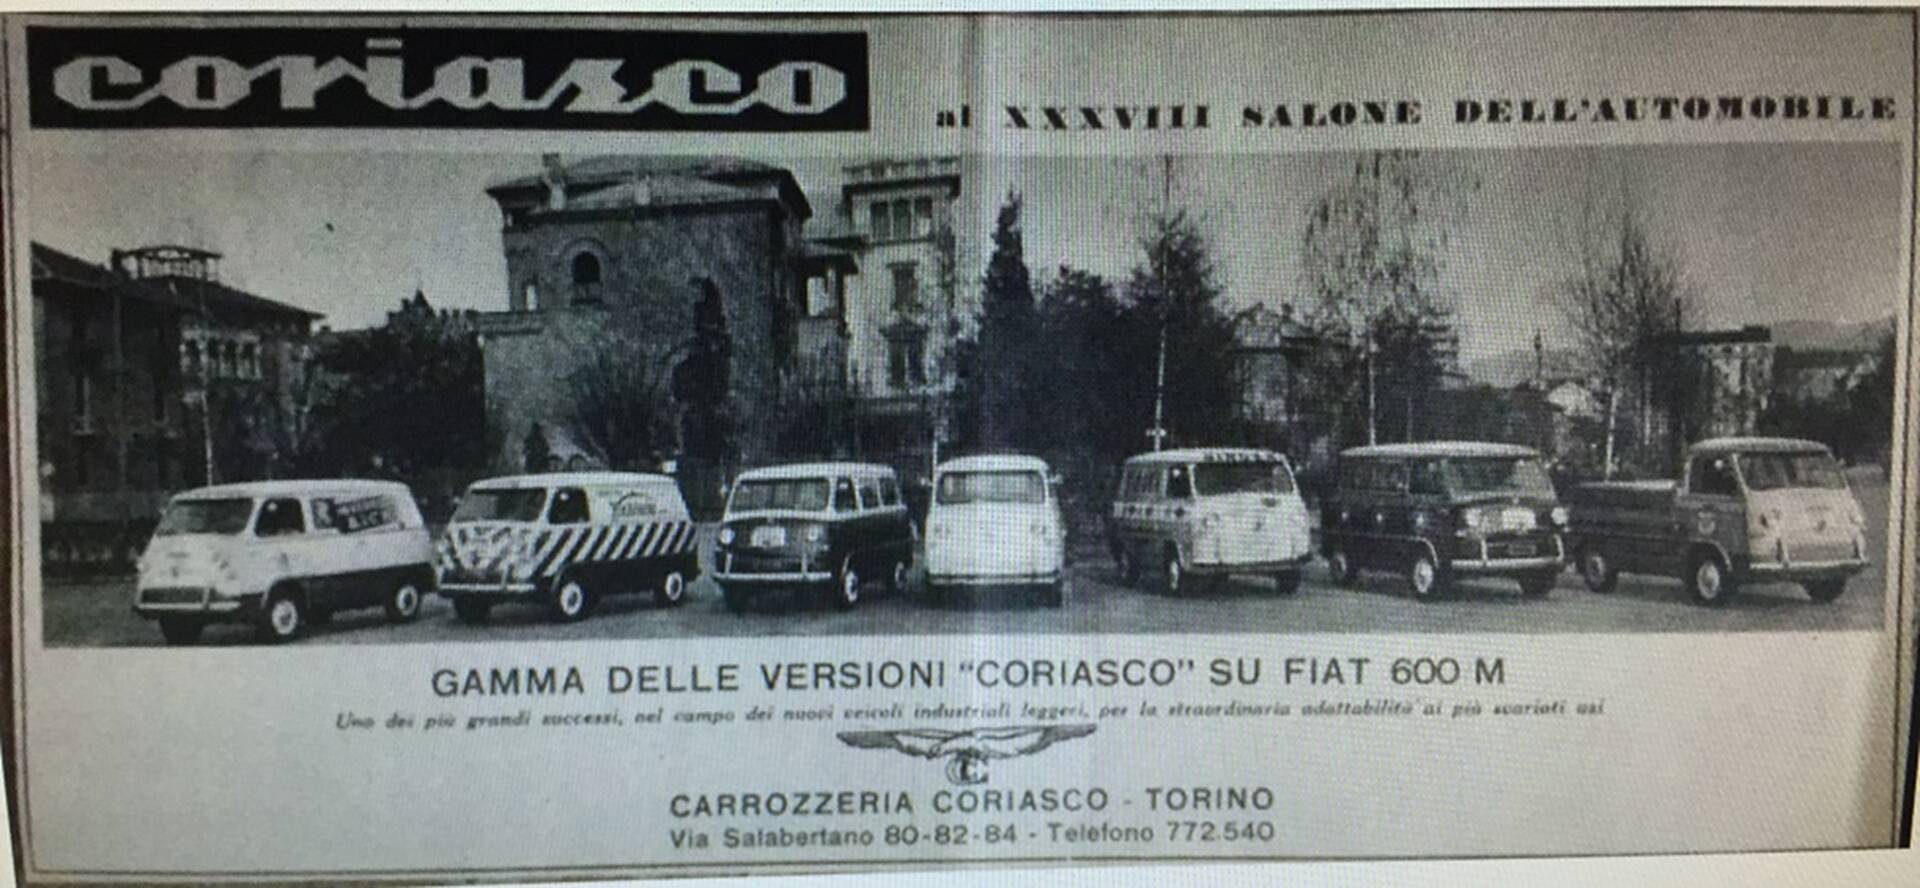 coriasco
al XXXVIII SALONE DELL'AUTOMOBILE
GAMMA DELLE VERSIONI "CORIASCO" SU FIAT 600 M
Uno dei più grandi successi, nel campo dei nuovi veicoli industriali leggeri, per la straordinaria adattabilità ai più svariati usi
CARROZZERIA CORIASCO - TORINO
Via Salabertano 80-82-84 - Telefono 772.540